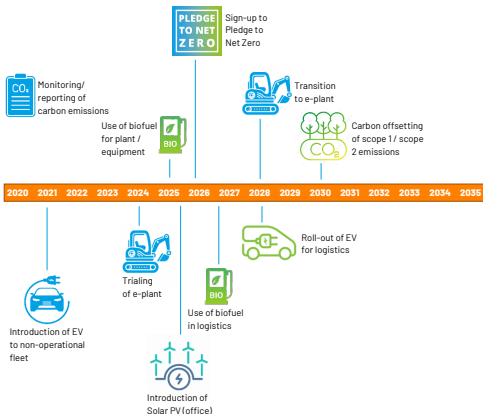 PLEDGE
TO NET
ZERO
Sign-up to
Pledge to
Net Zero
CO₂
Monitoring/
reporting of
carbon emissions
Use of biofuel
for plant /
equipment
BIO
Transition
to e-plant
CO₂
Carbon offsetting
of scope 1 / scope
2 emissions
2020 2021 2022 2023 2024 2025 2026 2027 2028 2029 2030 2031 2032 2033 2034 2035
Introduction of EV
to non-operational
fleet
Trialing
of e-plant
Introduction of
Solar PV (office)
BIO
Use of biofuel
in logistics
Roll-out of EV
for logistics